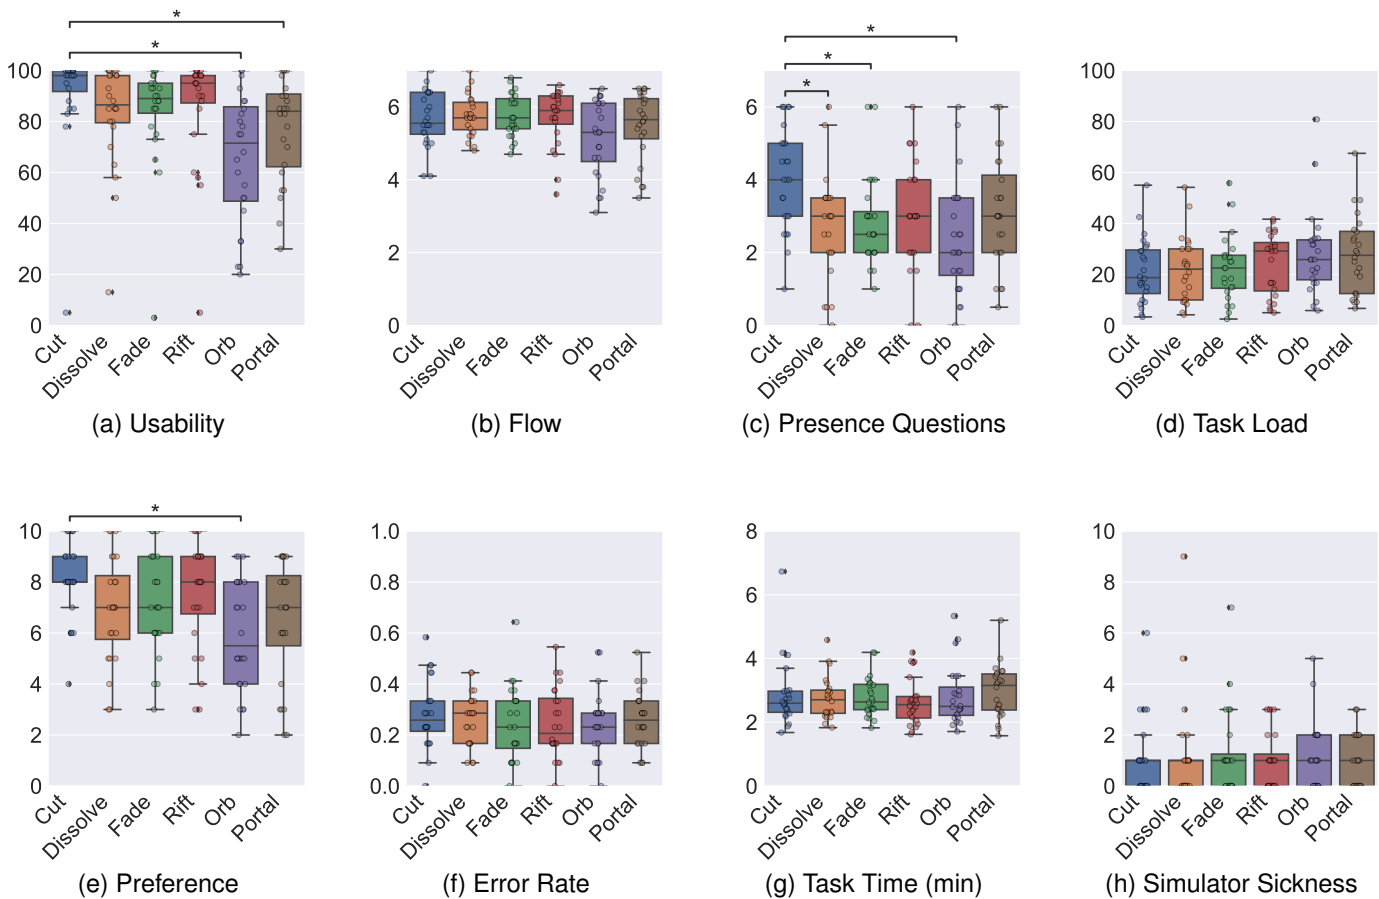 *
*
100
80
60
40
20
0
Cut
Dissolve
Fade
Rift
Orb
Portal
(a) Usability
6
4
2
0
Cut
Dissolve
Fade
Rift
Orb
Portal
(b) Flow
*
*
*
6
4
2
0
Cut
Dissolve
Fade
Rift
Orb
Portal
(c) Presence Questions
100
80
60
40
20
0
Cut
Dissolve
Fade
Rift
Orb
Portal
(d) Task Load
*
10
8
6
4
2
0
Cut
Dissolve
Fade
Rift
Orb
Portal
(e) Preference
1.0
0.8
0.6
0.4
0.2
0.0
Cut
Dissolve
Fade
Rift
Orb
Portal
(f) Error Rate
8
6
4
2
0
Cut
Dissolve
Fade
Rift
Orb
Portal
(g) Task Time (min)
10
8
6
4
2
0
Cut
Dissolve
Fade
Rift
Orb
Portal
(h) Simulator Sickness